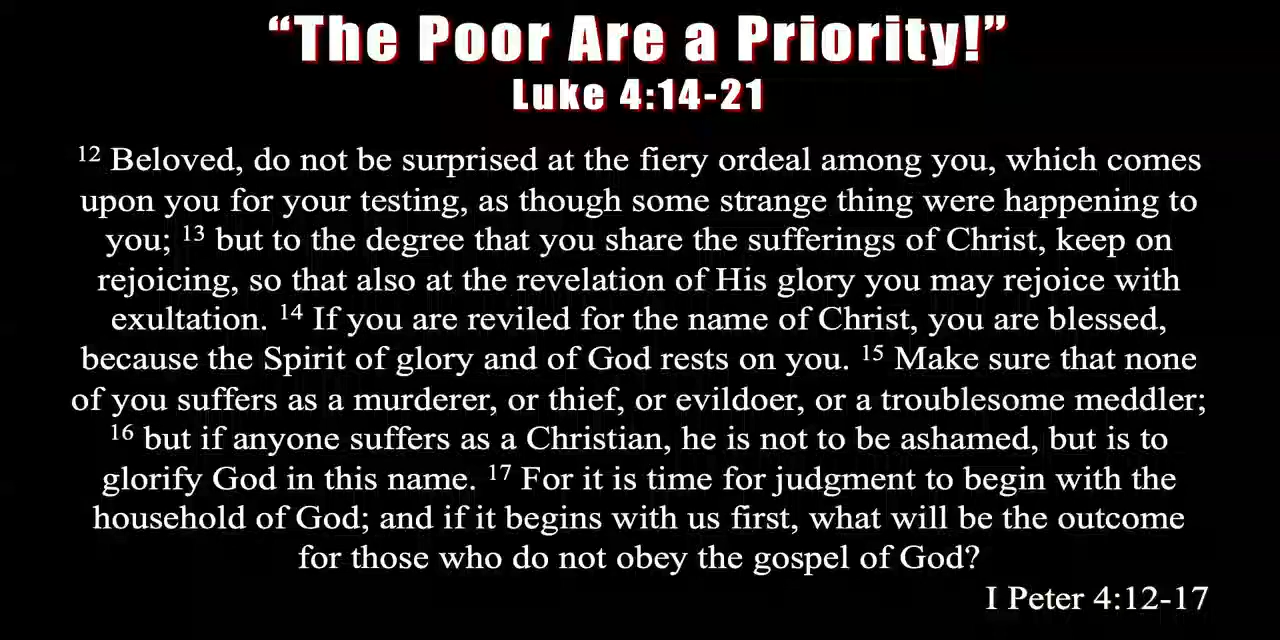 “The Poor Are a Priority!”
Luke 4:14-21
12 Beloved, do not be surprised at the fiery ordeal among you, which comes
upon you for your testing, as though some strange thing were happening to
you; 13 but to the degree that you share the sufferings of Christ, keep on
rejoicing, so that also at the revelation of His glory you may rejoice with
exultation. 14 If you are reviled for the name of Christ, you are blessed,
because the Spirit of glory and of God rests on you. 15 Make sure that none
of you suffers as a murderer, or thief, or evildoer, or a troublesome meddler;
16 but if anyone suffers as a Christian, he is not to be ashamed, but is to
glorify God in this name. 17 For it is time for judgment to begin with the
household of God; and if it begins with us first, what will be the outcome
for those who do not obey the gospel of God?
I Peter 4:12-17